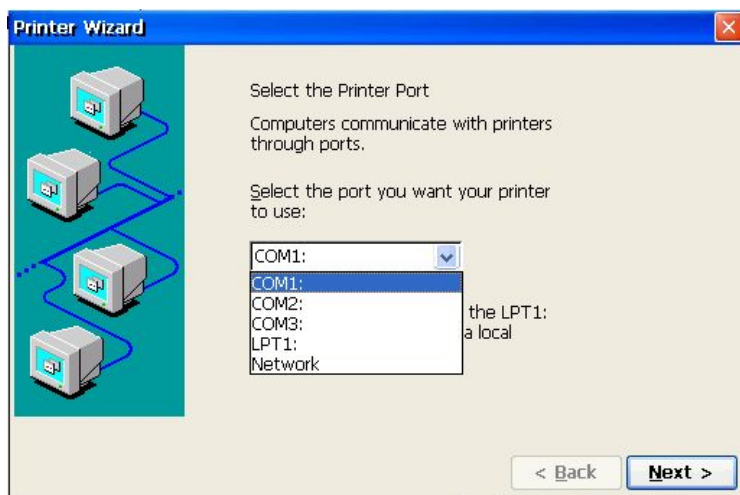 Printer Wizard
Select the Printer Port
Computers communicate with printers
through ports.
Select the port you want your printer
to use:
COM1:
COM1:
COM2:
COM3:
LPT1:
Network
the LPT1:
a local
< Back
Next >